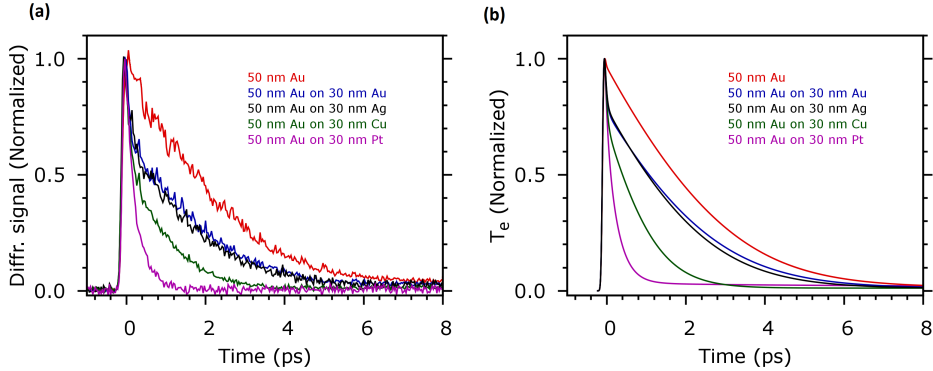 (a)
Diffr. signal (Normalized)
1.0
0.5
0.0
50 nm Au
50 nm Au on 30 nm Au
50 nm Au on 30 nm Ag
50 nm Au on 30 nm Cu
50 nm Au on 30 nm Pt
0 2 4 6 8
Time (ps)
(b)
Te (Normalized)
1.0
0.5
0.0
50 nm Au
50 nm Au on 30 nm Au
50 nm Au on 30 nm Ag
50 nm Au on 30 nm Cu
50 nm Au on 30 nm Pt
0 2 4 6 8
Time (ps)